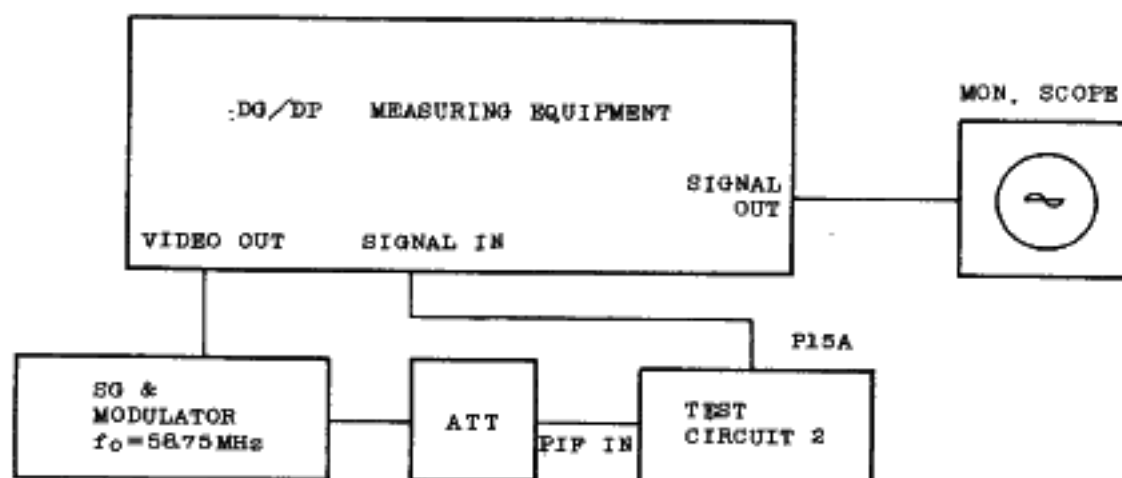 DG/DP MEASURING EQUIPMENT
MON. SCOPE
SIGNAL
OUT
VIDEO OUT
SIGNAL IN
P15A
SG &
MODULATOR
fo=58.75MHz
ATT
PIF IN
TEST
CIRCUIT 2